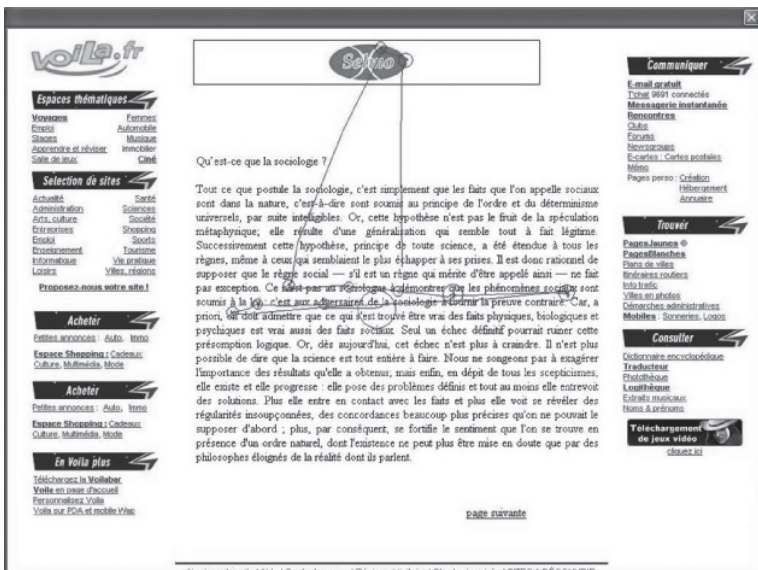 voila.fr
Espaces thématiques
Voyages Femmes
Emploi Automobile
Stages Musique
Apprendre et réviser Immobilier
Salle de jeux Ciné
Sélection de sites
Actualité Santé
Administration Sciences
Arts, culture Société
Entreprises Shopping
Emploi Sports
Enseignement Tourisme
Informatique Vie pratique
Loisirs Villes, régions
Proposez-nous votre site !
Acheter
Petites annonces : Auto, Immo
Espace Shopping : Cadeaux
Culture, Multimédia, Mode
Acheter
Petites annonces : Auto, Immo
Espace Shopping : Cadeaux
Culture, Multimédia, Mode
En Voila plus
Téléchargez la Voilabar
Voila en page d'accueil
Personnalisez Voila
Voila sur PDA et mobile Wap
Selmo
Qu'est-ce que la sociologie ?
Tout ce que postule la sociologie, c'est simplement que les faits que l'on appelle sociaux
sont dans la nature, c'est-à-dire sont soumis au principe de l'ordre et du déterminisme
universels, par suite intelligibles. Or, cette hypothèse n'est pas le fruit de la spéculation
métaphysique; elle résulte d'une généralisation qui semble tout à fait légitime.
Successivement cette hypothèse, principe de toute science, a été étendue à tous les
règnes, même à ceux qui semblaient le plus échapper à ses prises. Il est donc rationnel de
supposer que le règne social — s'il est un règne qui mérite d'être appelé ainsi — ne fait
pas exception. Ce n'est pas au sociologue à démontrer que les phénomènes sociaux sont
soumis à la loi : c'est aux adversaires de la sociologie à fournir la preuve contraire. Car, a
priori, on doit admettre que ce qui s'est trouvé être vrai des faits physiques, biologiques et
psychiques est vrai aussi des faits sociaux. Seul un échec définitif pourrait ruiner cette
présomption logique. Or, dès aujourd'hui, cet échec n'est plus à craindre. Il n'est plus
possible de dire que la science est tout entière à faire. Nous ne songeons pas à exagérer
l'importance des résultats qu'elle a obtenus, mais enfin, en dépit de tous les scepticismes,
elle existe et elle progresse : elle pose des problèmes définis et tout au moins elle entrevoit
des solutions. Plus elle entre en contact avec les faits et plus elle voit se révéler des
régularités insoupçonnées, des concordances beaucoup plus précises qu'on ne pouvait le
supposer d'abord ; plus, par conséquent, se fortifie le sentiment que l'on se trouve en
présence d'un ordre naturel, dont l'existence ne peut plus être mise en doute que par des
philosophes éloignés de la réalité dont ils parlent.
page suivante
Communiquer
E-mail gratuit
T'chat 9691 connectés
Messagerie instantanée
Rencontres
Clubs
Forums
Newsgroups
E-cartes : Cartes postales
Mémo
Pages perso : Création
Hébergement
Annuaire
Trouver
PagesJaunes ®
PagesBlanches
Plans de villes
Itinéraires routiers
Info trafic
Villes en photos
Démarches administratives
Mobiles : Sonneries, Logos
Consulter
Dictionnaire encyclopédique
Traducteur
Photothèque
Logithèque
Extraits musicaux
Noms & prénoms
Téléchargement
de jeux vidéo
cliquez ici